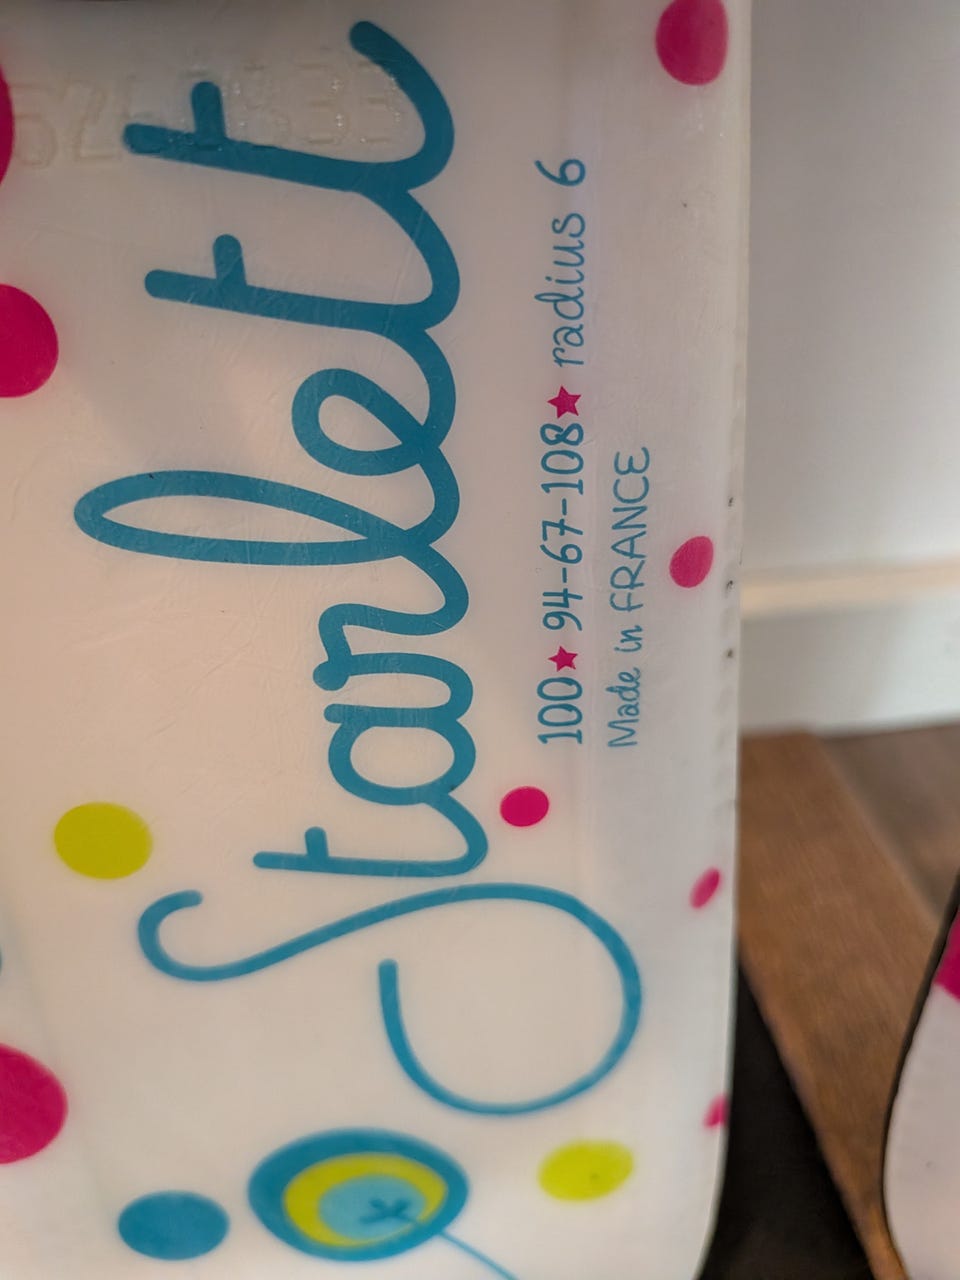 Starlett
100★ 94-67-108★ radius 6
Made in FRANCE